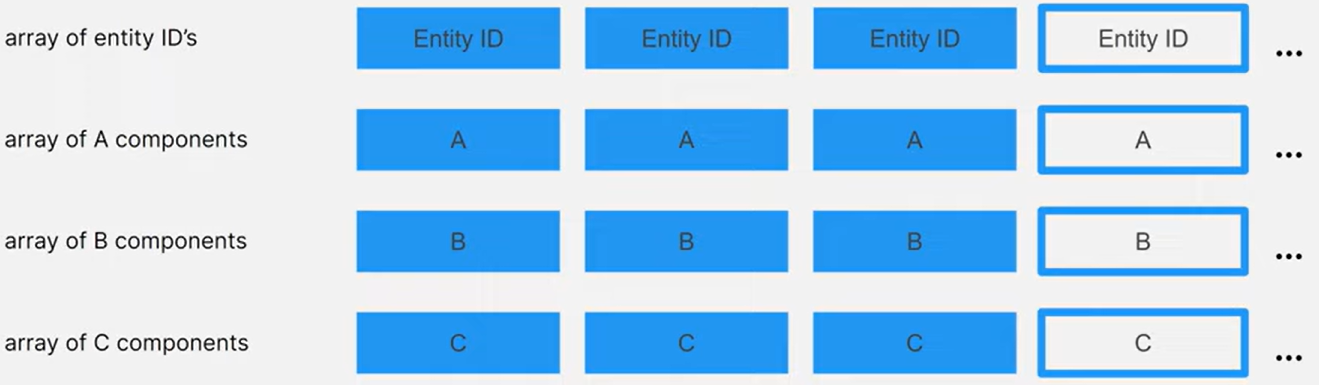 array of entity ID’s Entity ID Entity ID Entity ID Entity ID ...
array of A components A A A A ...
array of B components B B B B ...
array of C components C C C C ...